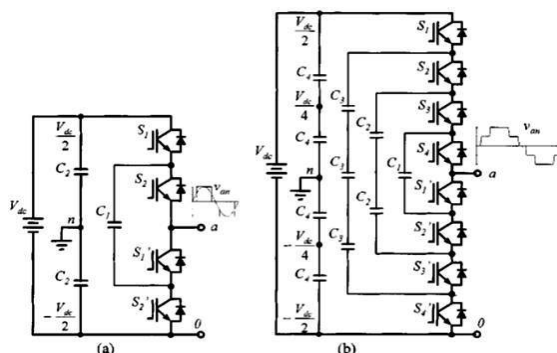 V_dc
V_dc/2
C_2
n
C_2
-V_dc/2
C_1
S_1
S_2
S_1'
S_2'
v_an
a
0
(a)
V_dc
V_dc/2
C_4
V_dc/4
C_4
n
C_4
-V_dc/4
C_4
-V_dc/2
C_3
C_3
C_3
C_2
C_2
C_1
S_1
S_2
S_3
S_4
S_1'
S_2'
S_3'
S_4'
v_an
a
0
(b)